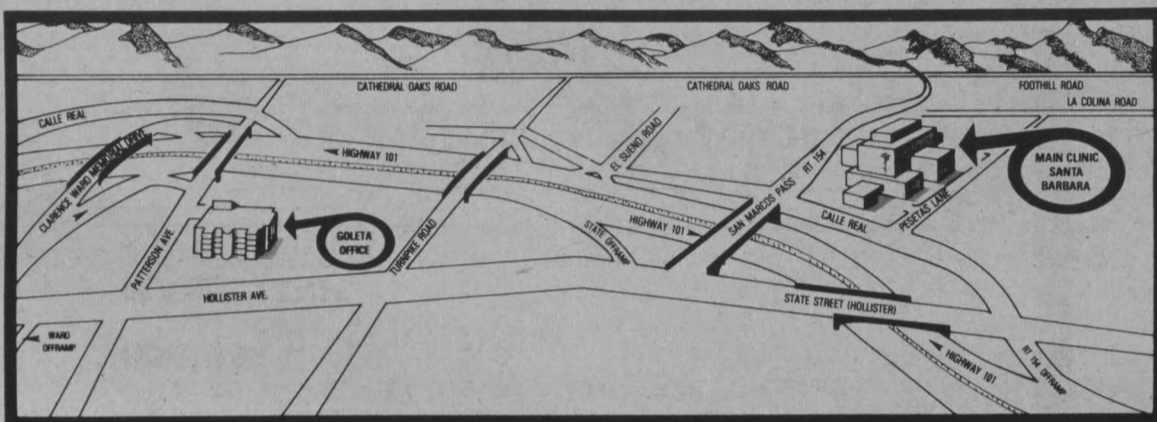 CATHEDRAL OAKS ROAD
CATHEDRAL OAKS ROAD
FOOTHILL ROAD
LA COLINA ROAD
CALLE REAL
CLARENCE WARD MEMORIAL DRIVE
HIGHWAY 101
EL SUENO ROAD
SAN MARCOS PASS RT 154
MAIN CLINIC
SANTA
BARBARA
PATTERSON AVE.
GOLETA
OFFICE
TURNPIKE ROAD
STATE OFFRAMP
HIGHWAY 101
CALLE REAL
PESETAS LANE
HOLLISTER AVE.
STATE STREET (HOLLISTER)
WARD
OFFRAMP
HIGHWAY 101
RT 154 OFFRAMP